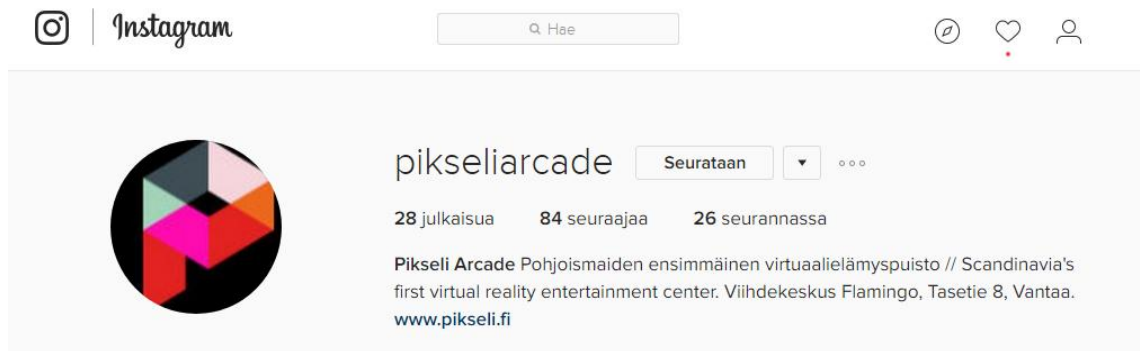 Instagram
Hae
pikseliarcade Seurataan
28 julkaisua 84 seuraajaa 26 seurannassa
Pikseli Arcade Pohjoismaiden ensimmäinen virtuaalielämyspuisto // Scandinavia's
first virtual reality entertainment center. Viihdekeskus Flamingo, Tasetie 8, Vantaa.
www.pikseli.fi